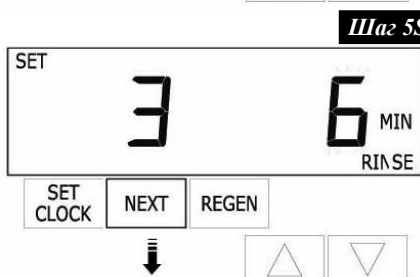 Шаг 5S
SET
3 6 MIN
RINSE
SET CLOCK NEXT REGEN